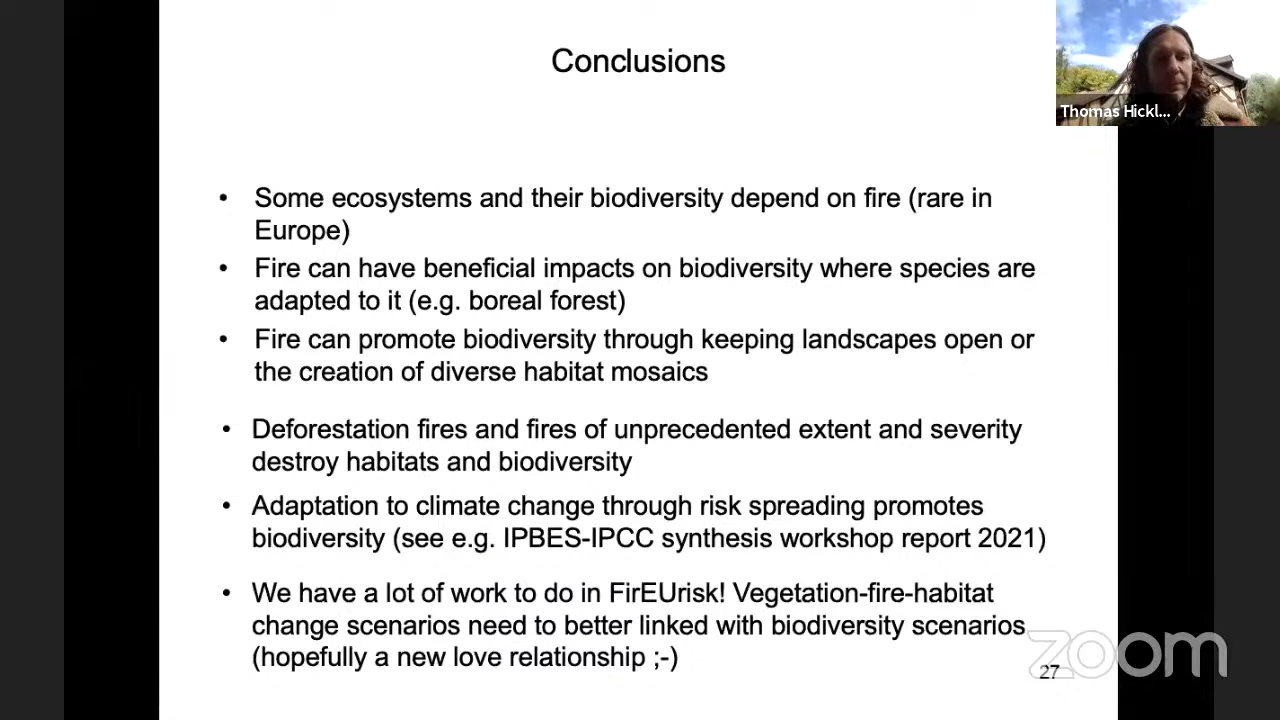 Conclusions
Thomas Hickl...
• Some ecosystems and their biodiversity depend on fire (rare in
Europe)
• Fire can have beneficial impacts on biodiversity where species are
adapted to it (e.g. boreal forest)
• Fire can promote biodiversity through keeping landscapes open or
the creation of diverse habitat mosaics
• Deforestation fires and fires of unprecedented extent and severity
destroy habitats and biodiversity
• Adaptation to climate change through risk spreading promotes
biodiversity (see e.g. IPBES-IPCC synthesis workshop report 2021)
• We have a lot of work to do in FirEUrisk! Vegetation-fire-habitat
change scenarios need to better linked with biodiversity scenarios
(hopefully a new love relationship ;-)
zoom
27